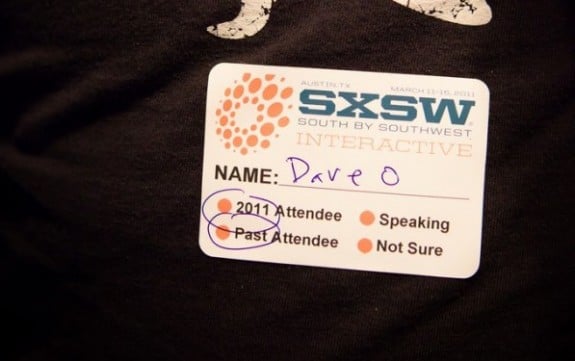 AUSTIN, TX MARCH 11-15, 2011
SXSW
SOUTH BY SOUTHWEST
INTERACTIVE
NAME: Dave O
2011 Attendee Speaking
Past Attendee Not Sure